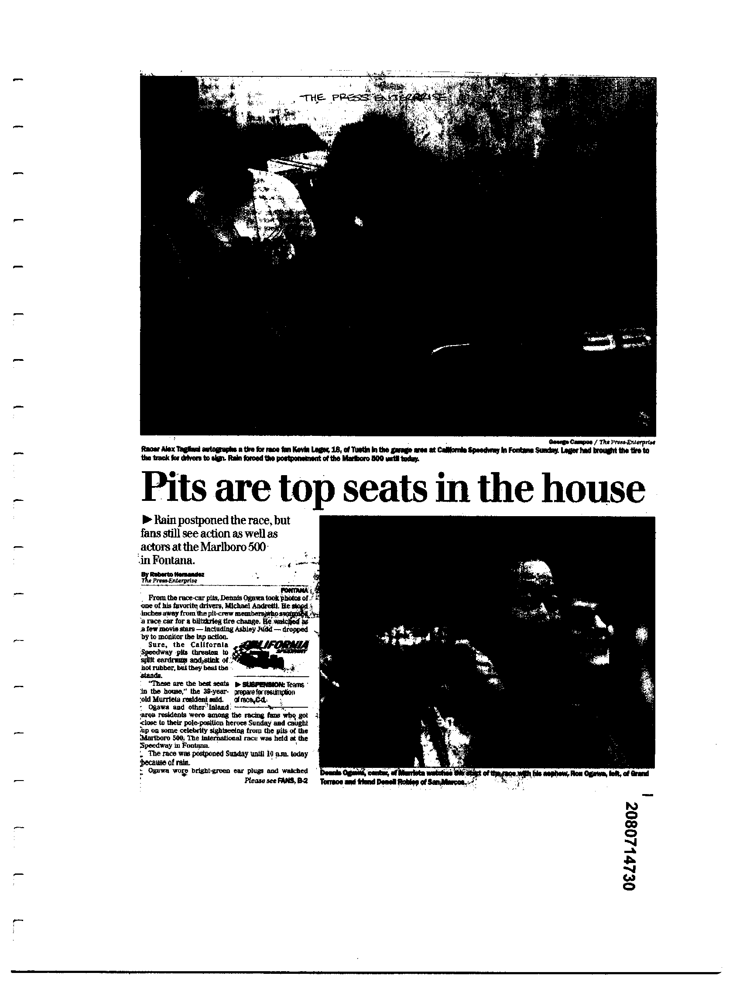 THE PRESS ENTERPRISE
George Campos / The Press-Enterprise
Racer Alex Tagliani autographs a tire for race fan Kevin Leger, 18, of Tustin in the garage area at California Speedway in Fontana Sunday. Leger had brought the tire to
the track for drivers to sign. Rain forced the postponement of the Marlboro 500 until today.
Pits are top seats in the house
▶ Rain postponed the race, but
fans still see action as well as
actors at the Marlboro 500
in Fontana.
By Roberto Hernandez
The Press-Enterprise
FONTANA
From the race-car pits, Dennis Ogawa took photos of
one of his favorite drivers, Michael Andretti. He stood
inches away from the pit-crew members who swarmed
a race car for a blitzkrieg tire change. He watched as
a few movie stars — including Ashley Judd — dropped
by to monitor the lap action.
Sure, the California
Speedway pits threaten to
split eardrums and stink of
hot rubber, but they beat the
stands.
"These are the best seats
in the house," the 38-year-
old Murrieta resident said.
CALIFORNIA
SPEEDWAY
▶ SUSPENSION: Teams
prepare for resumption
of race, C-1.
Ogawa and other Inland
area residents were among the racing fans who got
close to their pole-position heroes Sunday and caught
up on some celebrity sightseeing from the pits of the
Marlboro 500. The international race was held at the
Speedway in Fontana.
The race was postponed Sunday until 10 a.m. today
because of rain.
Ogawa wore bright-green ear plugs and watched
Please see FANS, B-2
Dennis Ogawa, center, of Murrieta watches the start of the race with his nephew, Ron Ogawa, left, of Grand
Terrace and friend Denell Robles of San Marcos.
2080714730